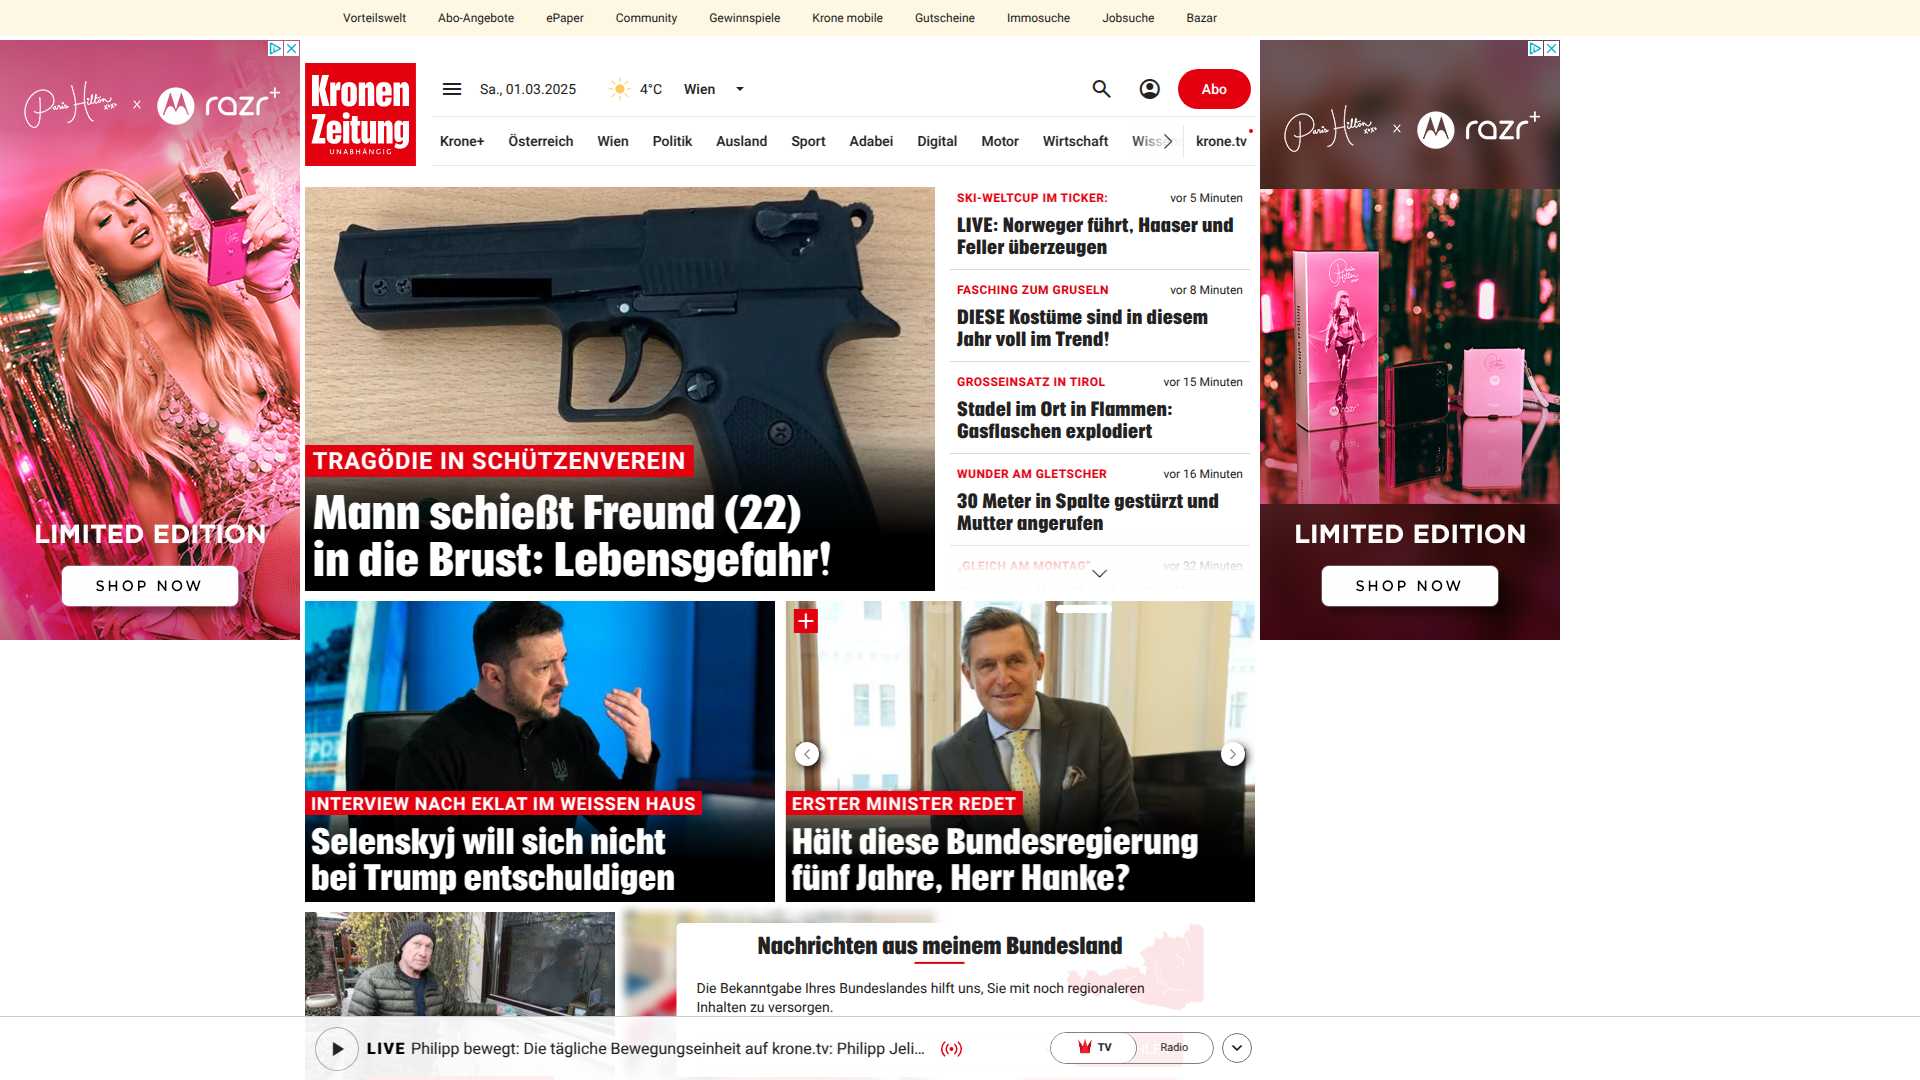 Vorteilswelt
Abo-Angebote
ePaper
Community
Gewinnspiele
Krone mobile
Gutscheine
Immosuche
Jobsuche
Bazar
Paris Hilton
x
razr+
LIMITED EDITION
SHOP NOW
Kronen
Zeitung
UNABHÄNGIG
Sa., 01.03.2025
4°C
Wien
Abo
Krone+
Österreich
Wien
Politik
Ausland
Sport
Adabei
Digital
Motor
Wirtschaft
krone.tv
TRAGÖDIE IN SCHÜTZENVEREIN
Mann schießt Freund (22)
in die Brust: Lebensgefahr!
SKI-WELTCUP IM TICKER:
vor 5 Minuten
LIVE: Norweger führt, Haaser und
Feller überzeugen
FASCHING ZUM GRUSELN
vor 8 Minuten
DIESE Kostüme sind in diesem
Jahr voll im Trend!
GROSSEINSATZ IN TIROL
vor 15 Minuten
Stadel im Ort in Flammen:
Gasflaschen explodiert
WUNDER AM GLETSCHER
vor 16 Minuten
30 Meter in Spalte gestürzt und
Mutter angerufen
„GLEICH AM MONTAG“
vor 32 Minuten
Paris Hilton
x
razr+
LIMITED EDITION
SHOP NOW
INTERVIEW NACH EKLAT IM WEISSEN HAUS
Selenskyj will sich nicht
bei Trump entschuldigen
ERSTER MINISTER REDET
Hält diese Bundesregierung
fünf Jahre, Herr Hanke?
Nachrichten aus meinem Bundesland
Die Bekanntgabe Ihres Bundeslandes hilft uns, Sie mit noch regionaleren
Inhalten zu versorgen.
LIVE Philipp bewegt: Die tägliche Bewegungseinheit auf krone.tv: Philipp Jeli...
TV
Radio